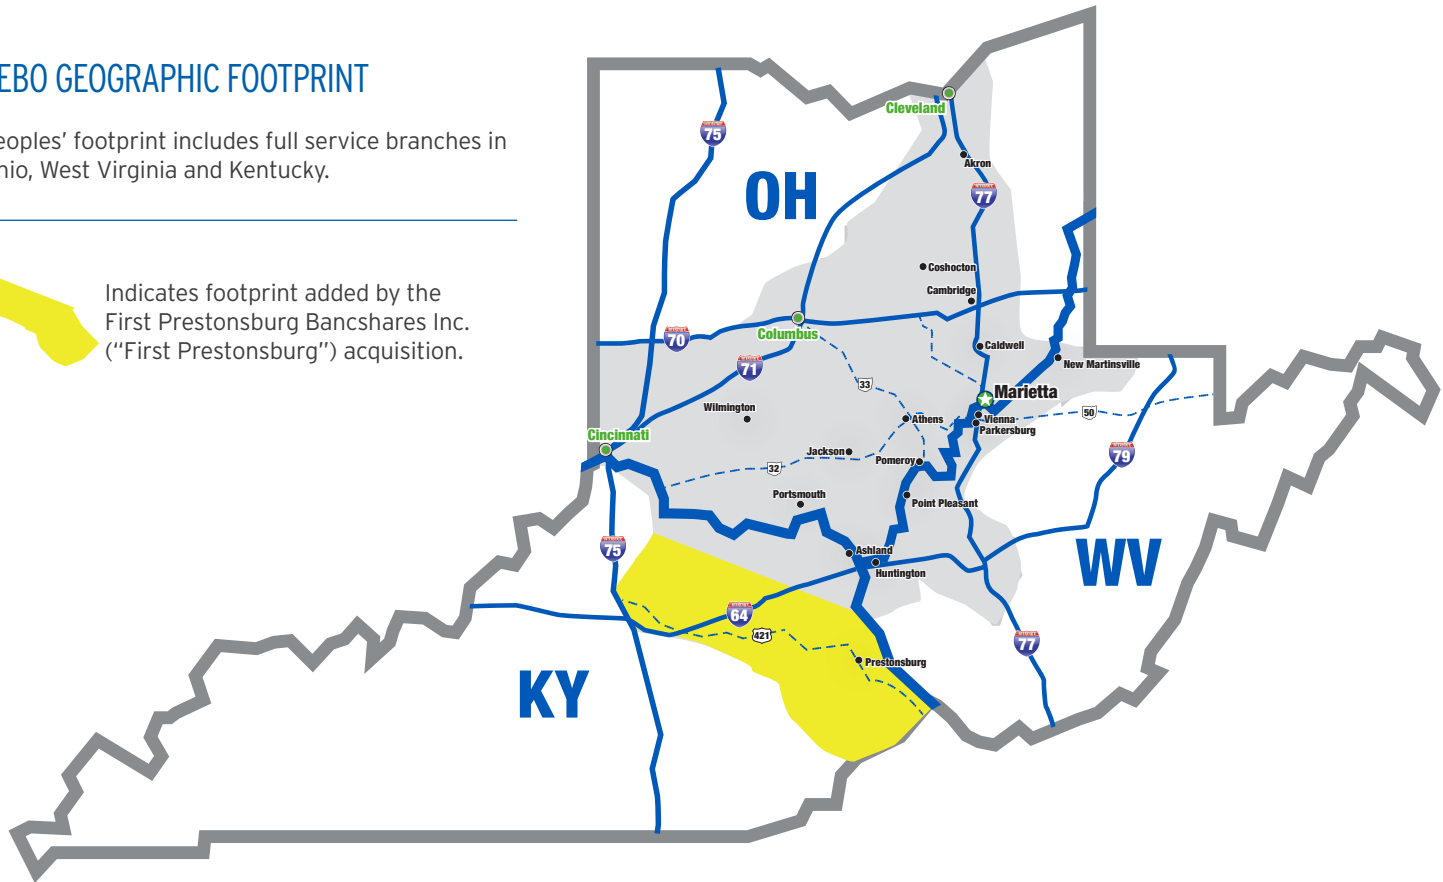 EBO GEOGRAPHIC FOOTPRINT
eoples’ footprint includes full service branches in
hio, West Virginia and Kentucky.
Indicates footprint added by the
First Prestonsburg Bancshares Inc.
(“First Prestonsburg”) acquisition.
Cleveland
75
Akron
OH
77
Coshocton
Cambridge
Columbus
70
Caldwell
71
New Martinsville
33
Marietta
Wilmington
50
Athens
Vienna
Parkersburg
Cincinnati
Jackson
79
Pomeroy
32
Portsmouth
Point Pleasant
75
Ashland
WV
Huntington
64
421
77
Prestonsburg
KY